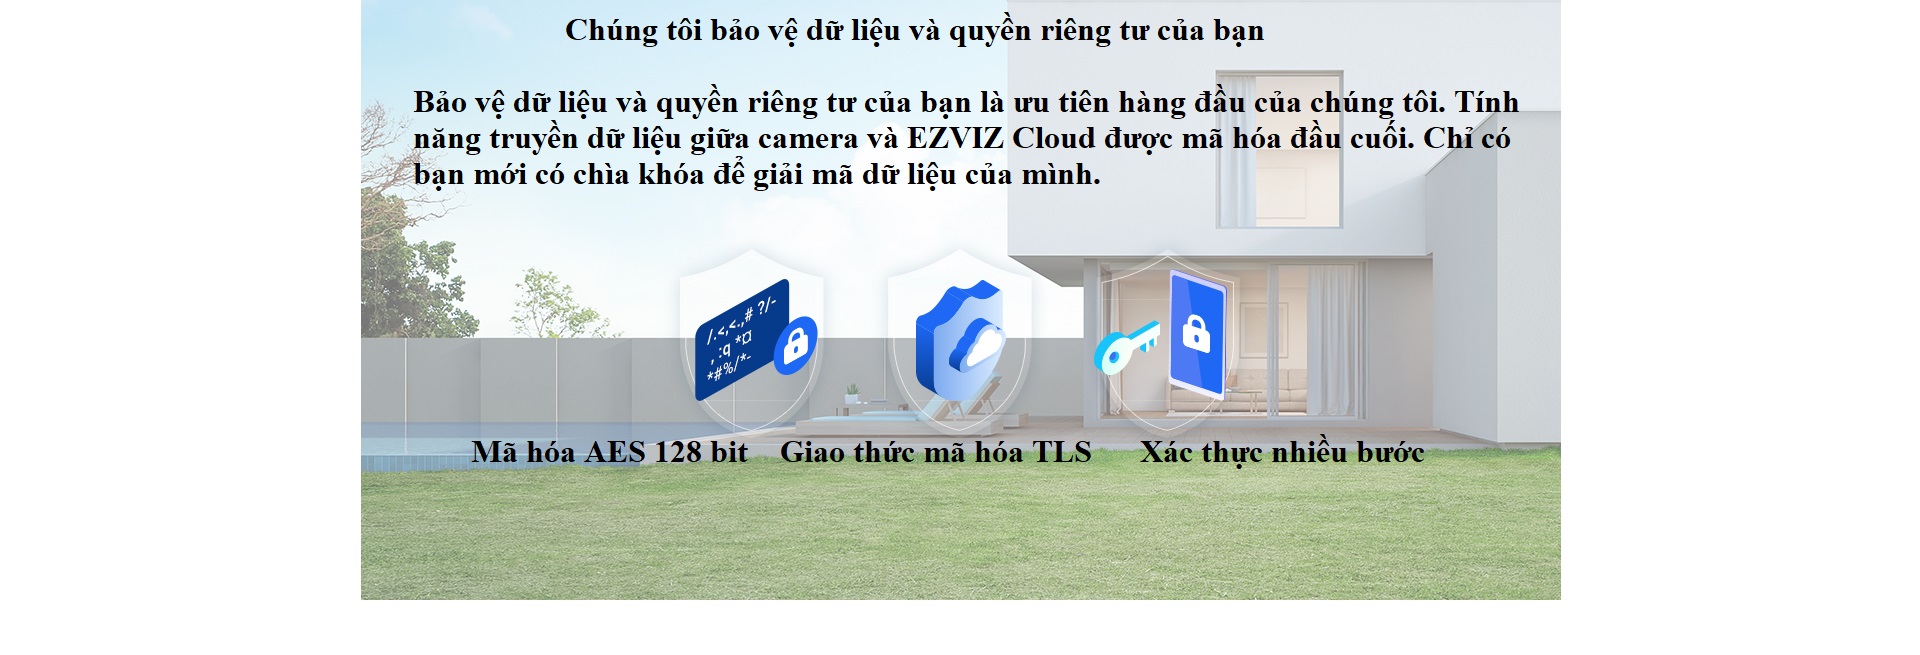 Chúng tôi bảo vệ dữ liệu và quyền riêng tư của bạn
Bảo vệ dữ liệu và quyền riêng tư của bạn là ưu tiên hàng đầu của chúng tôi. Tính
năng truyền dữ liệu giữa camera và EZVIZ Cloud được mã hóa đầu cuối. Chỉ có
bạn mới có chìa khóa để giải mã dữ liệu của mình.
/.<,<.,# ?/-
, :q *¤
*#%/*-
Mã hóa AES 128 bit Giao thức mã hóa TLS Xác thực nhiều bước